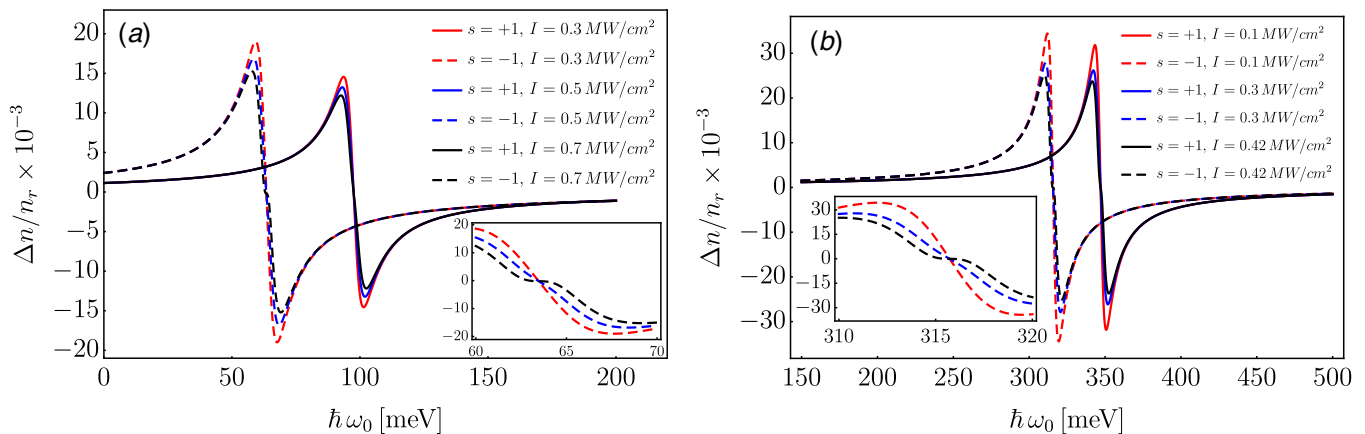 (a)
s = +1, I = 0.3 MW/cm²
s = −1, I = 0.3 MW/cm²
s = +1, I = 0.5 MW/cm²
s = −1, I = 0.5 MW/cm²
s = +1, I = 0.7 MW/cm²
s = −1, I = 0.7 MW/cm²
Δn/n_r × 10⁻³
20
15
10
5
0
−5
−10
−15
−20
20
10
0
−10
−20
60 65 70
0 50 100 150 200
ℏ ω₀ [meV]
(b)
s = +1, I = 0.1 MW/cm²
s = −1, I = 0.1 MW/cm²
s = +1, I = 0.3 MW/cm²
s = −1, I = 0.3 MW/cm²
s = +1, I = 0.42 MW/cm²
s = −1, I = 0.42 MW/cm²
Δn/n_r × 10⁻³
30
20
10
0
−10
−20
−30
30
15
0
−15
−30
310 315 320
150 200 250 300 350 400 450 500
ℏ ω₀ [meV]